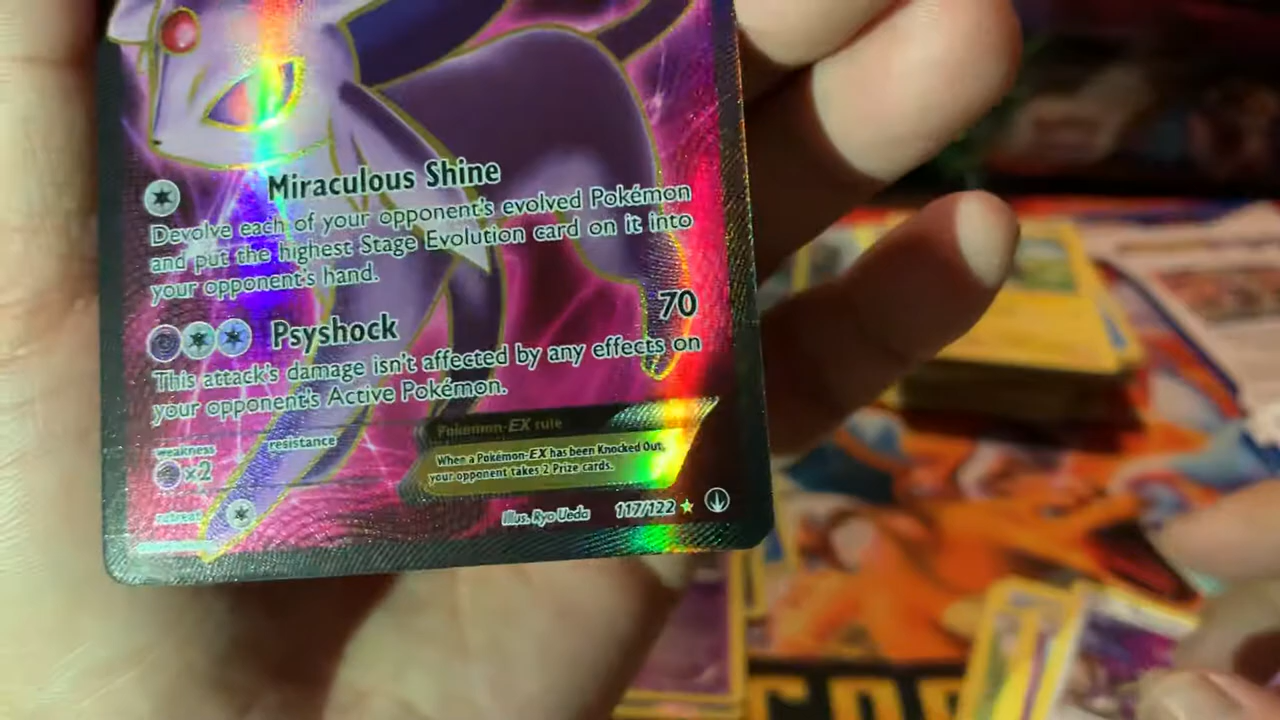 Miraculous Shine
Devolve each of your opponent's evolved Pokémon
and put the highest Stage Evolution card on it into
your opponent's hand.
Psyshock 70
This attack's damage isn't affected by any effects on
your opponent's Active Pokémon.
weakness resistance
×2
retreat
Pokémon-EX rule
When a Pokémon-EX has been Knocked Out,
your opponent takes 2 Prize cards.
Illus. Ryo Ueda 117/122